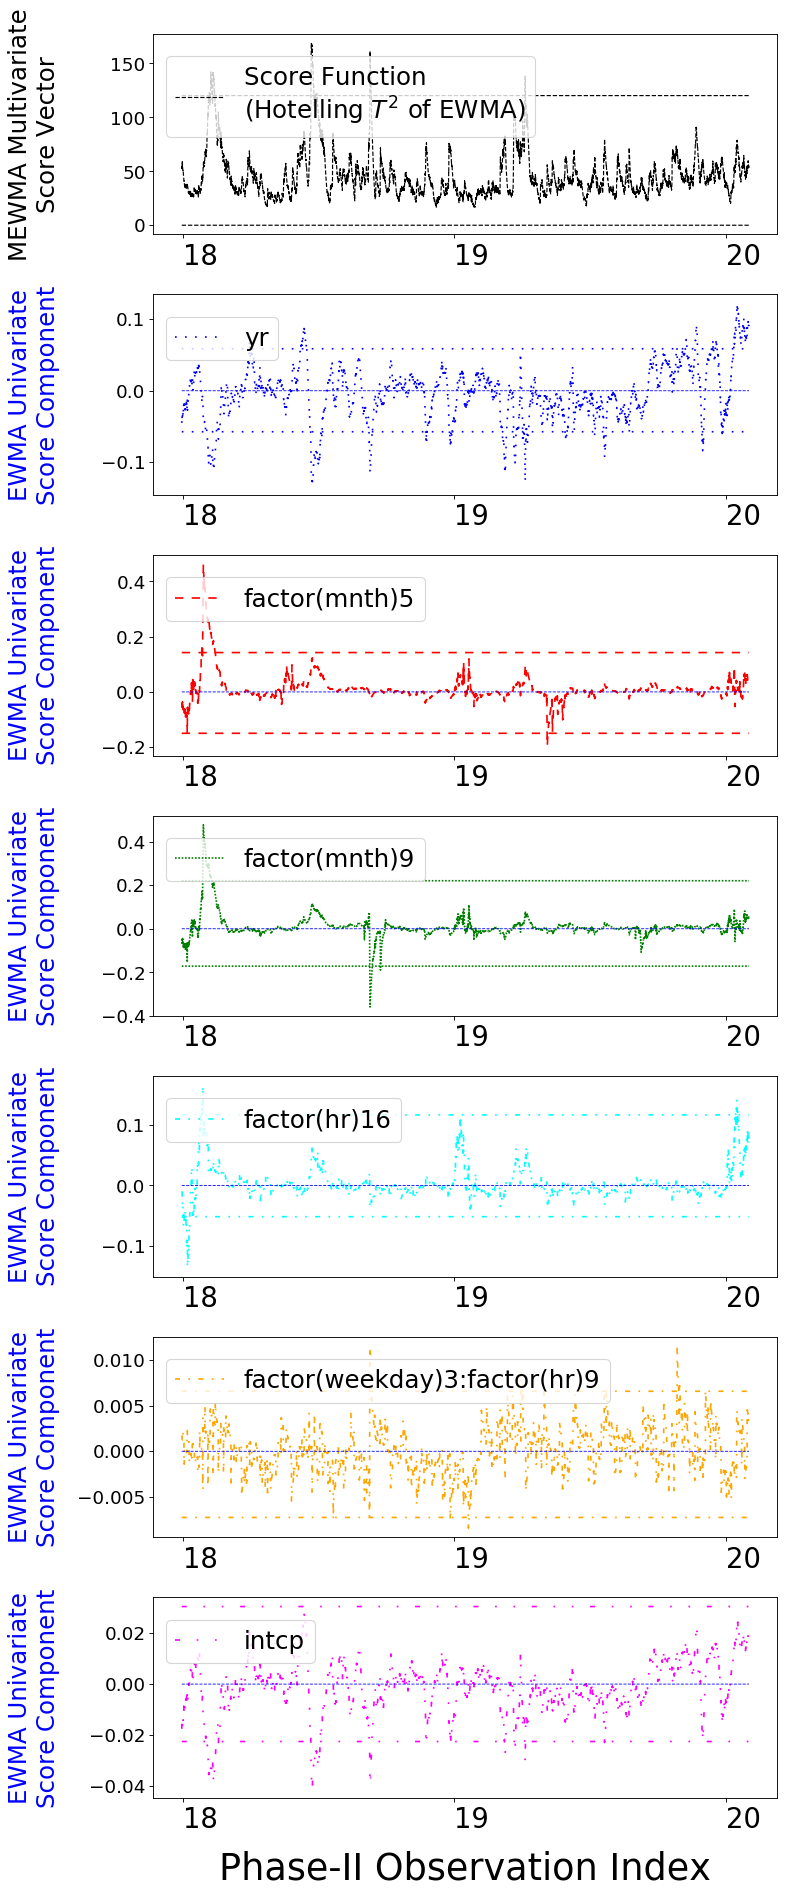 MEWMA Multivariate
Score Vector
150
100
50
0
Score Function
(Hotelling T² of EWMA)
18 19 20
EWMA Univariate
Score Component
0.1
0.0
−0.1
yr
18 19 20
EWMA Univariate
Score Component
0.4
0.2
0.0
−0.2
factor(mnth)5
18 19 20
EWMA Univariate
Score Component
0.4
0.2
0.0
−0.2
−0.4
factor(mnth)9
18 19 20
EWMA Univariate
Score Component
0.1
0.0
−0.1
factor(hr)16
18 19 20
EWMA Univariate
Score Component
0.010
0.005
0.000
−0.005
factor(weekday)3:factor(hr)9
18 19 20
EWMA Univariate
Score Component
0.02
0.00
−0.02
−0.04
intcp
18 19 20
Phase-II Observation Index